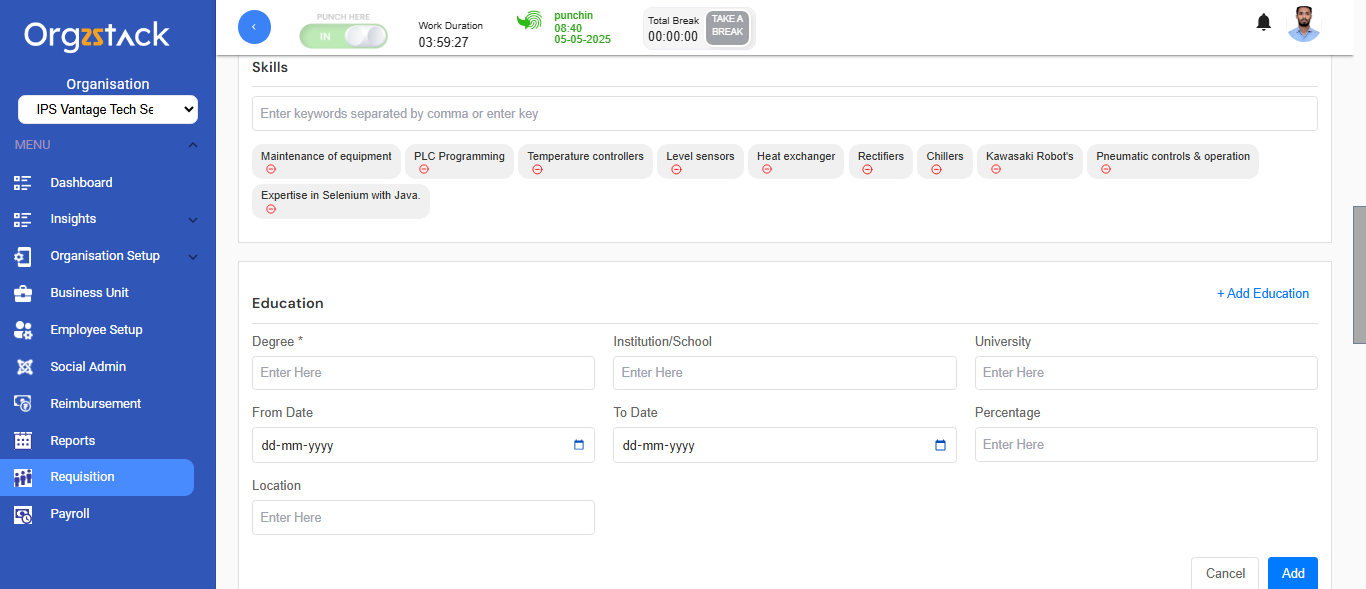 Orgzstack
Organisation
IPS Vantage Tech Se
MENU
Dashboard
Insights
Organisation Setup
Business Unit
Employee Setup
Social Admin
Reimbursement
Reports
Requisition
Payroll
PUNCH HERE
IN
Work Duration
03:59:27
punchin
08:40
05-05-2025
Total Break
00:00:00
TAKE A
BREAK
Skills
Enter keywords separated by comma or enter key
Maintenance of equipment PLC Programming Temperature controllers Level sensors Heat exchanger Rectifiers Chillers Kawasaki Robot's Pneumatic controls & operation
Expertise in Selenium with Java.
Education
+ Add Education
Degree * Institution/School University
Enter Here Enter Here Enter Here
From Date To Date Percentage
dd-mm-yyyy dd-mm-yyyy Enter Here
Location
Enter Here
Cancel Add